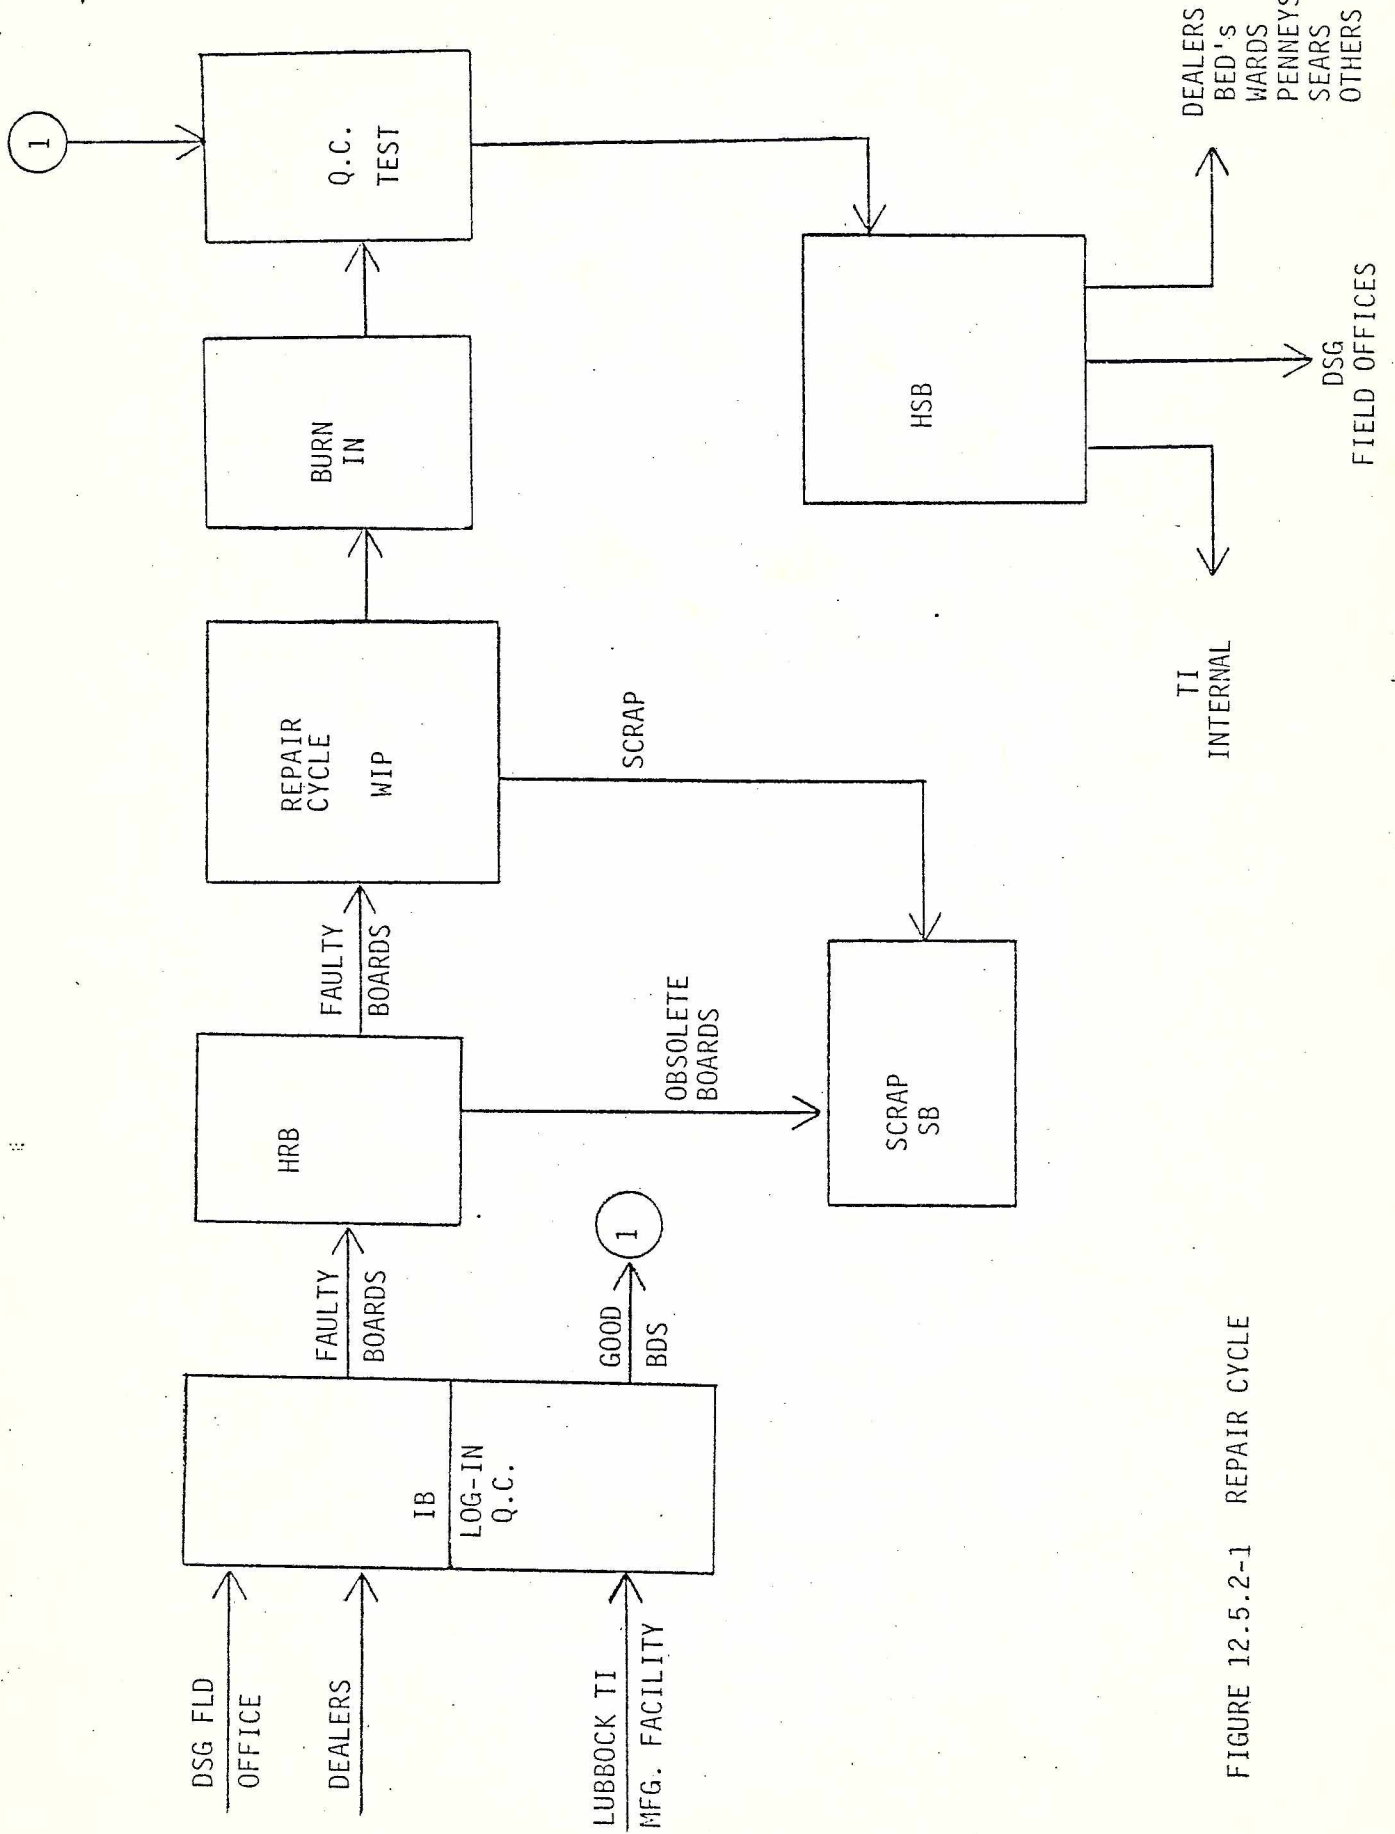 DSG FLD
OFFICE
DEALERS
LUBBOCK TI
MFG. FACILITY
IB
LOG-IN
Q.C.
FAULTY
BOARDS
GOOD
BDS
1
HRB
OBSOLETE
BOARDS
FAULTY
BOARDS
SCRAP
SB
REPAIR
CYCLE
WIP
SCRAP
BURN
IN
Q.C.
TEST
1
HSB
TI
INTERNAL
DSG
FIELD OFFICES
DEALERS
BED's
WARDS
PENNEYS
SEARS
OTHERS
FIGURE 12.5.2-1 REPAIR CYCLE